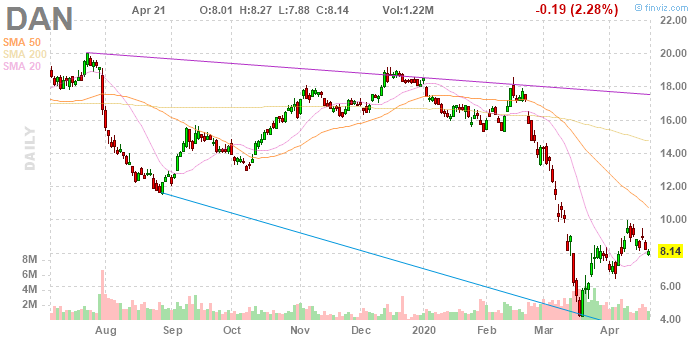 DAN Apr 21 O:8.01 H:8.27 L:7.88 C:8.14 Vol:1.22M -0.19 (2.28%)
© finviz.com
SMA 50
SMA 200
SMA 20
DAILY
22.00
20.00
18.00
16.00
14.00
12.00
10.00
8.14
6.00
4.00
8M
6M
4M
2M
Aug Sep Oct Nov Dec 2020 Feb Mar Apr